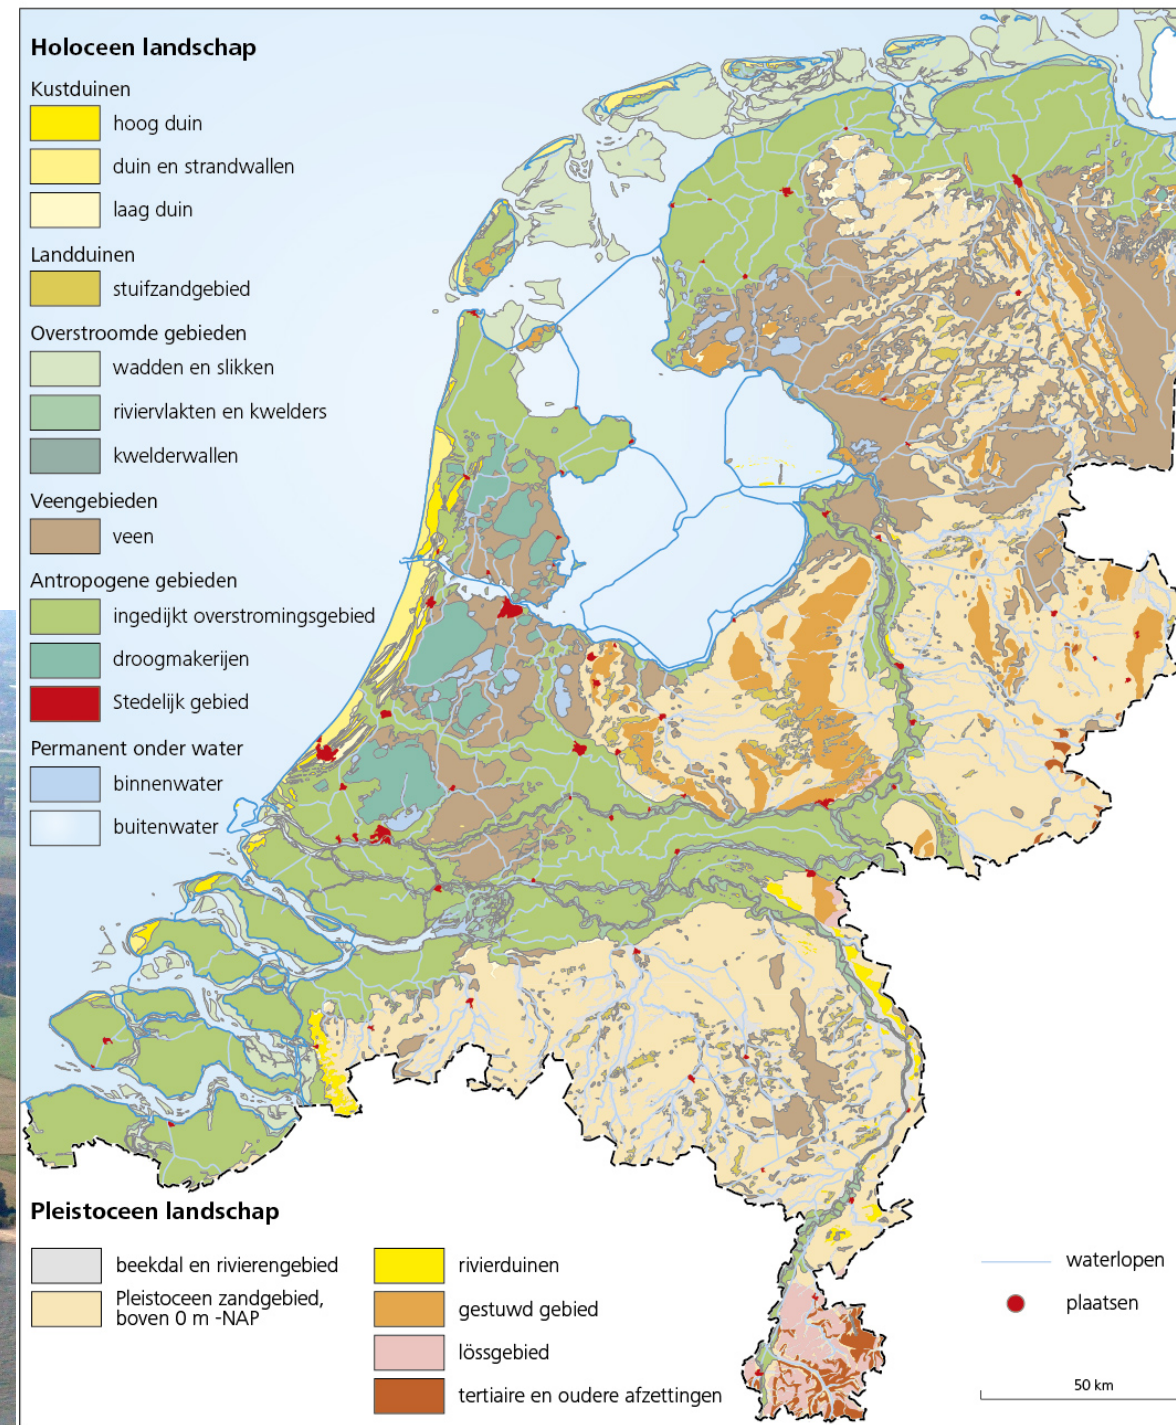 Holoceen landschap
Kustduinen
hoog duin
duin en strandwallen
laag duin
Landduinen
stuifzandgebied
Overstroomde gebieden
wadden en slikken
riviervlakten en kwelders
kwelderwallen
Veengebieden
veen
Antropogene gebieden
ingedijkt overstromingsgebied
droogmakerijen
Stedelijk gebied
Permanent onder water
binnenwater
buitenwater
Pleistoceen landschap
beekdal en rivierengebied
Pleistoceen zandgebied,
boven 0 m -NAP
rivierduinen
gestuwd gebied
lössgebied
tertiaire en oudere afzettingen
waterlopen
plaatsen
50 km